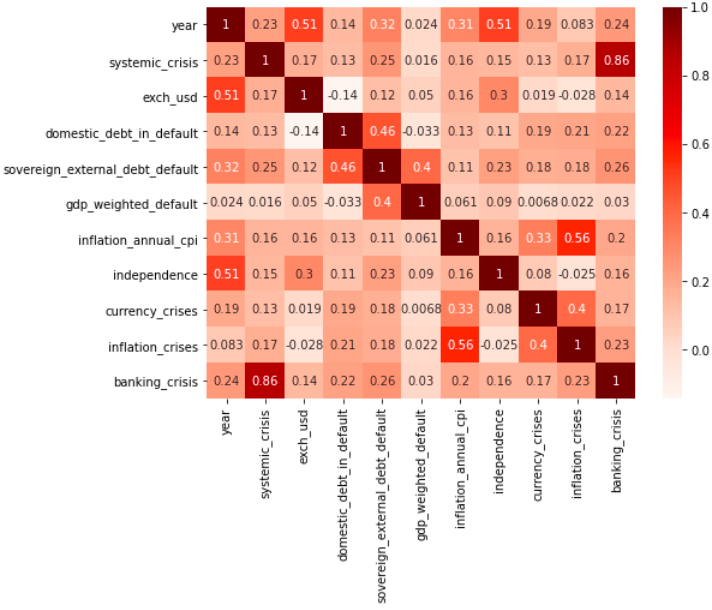 year 1 0.23 0.51 0.14 0.32 0.024 0.31 0.51 0.19 0.083 0.24
systemic_crisis 0.23 1 0.17 0.13 0.25 0.016 0.16 0.15 0.13 0.17 0.86
exch_usd 0.51 0.17 1 -0.14 0.12 0.05 0.16 0.3 0.019 -0.028 0.14
domestic_debt_in_default 0.14 0.13 -0.14 1 0.46 -0.033 0.13 0.11 0.19 0.21 0.22
sovereign_external_debt_default 0.32 0.25 0.12 0.46 1 0.4 0.11 0.23 0.18 0.18 0.26
gdp_weighted_default 0.024 0.016 0.05 -0.033 0.4 1 0.061 0.09 0.0068 0.022 0.03
inflation_annual_cpi 0.31 0.16 0.16 0.13 0.11 0.061 1 0.16 0.33 0.56 0.2
independence 0.51 0.15 0.3 0.11 0.23 0.09 0.16 1 0.08 -0.025 0.16
currency_crises 0.19 0.13 0.019 0.19 0.18 0.0068 0.33 0.08 1 0.4 0.17
inflation_crises 0.083 0.17 -0.028 0.21 0.18 0.022 0.56 -0.025 0.4 1 0.23
banking_crisis 0.24 0.86 0.14 0.22 0.26 0.03 0.2 0.16 0.17 0.23 1
year
systemic_crisis
exch_usd
domestic_debt_in_default
sovereign_external_debt_default
gdp_weighted_default
inflation_annual_cpi
independence
currency_crises
inflation_crises
banking_crisis
1.0
0.8
0.6
0.4
0.2
0.0